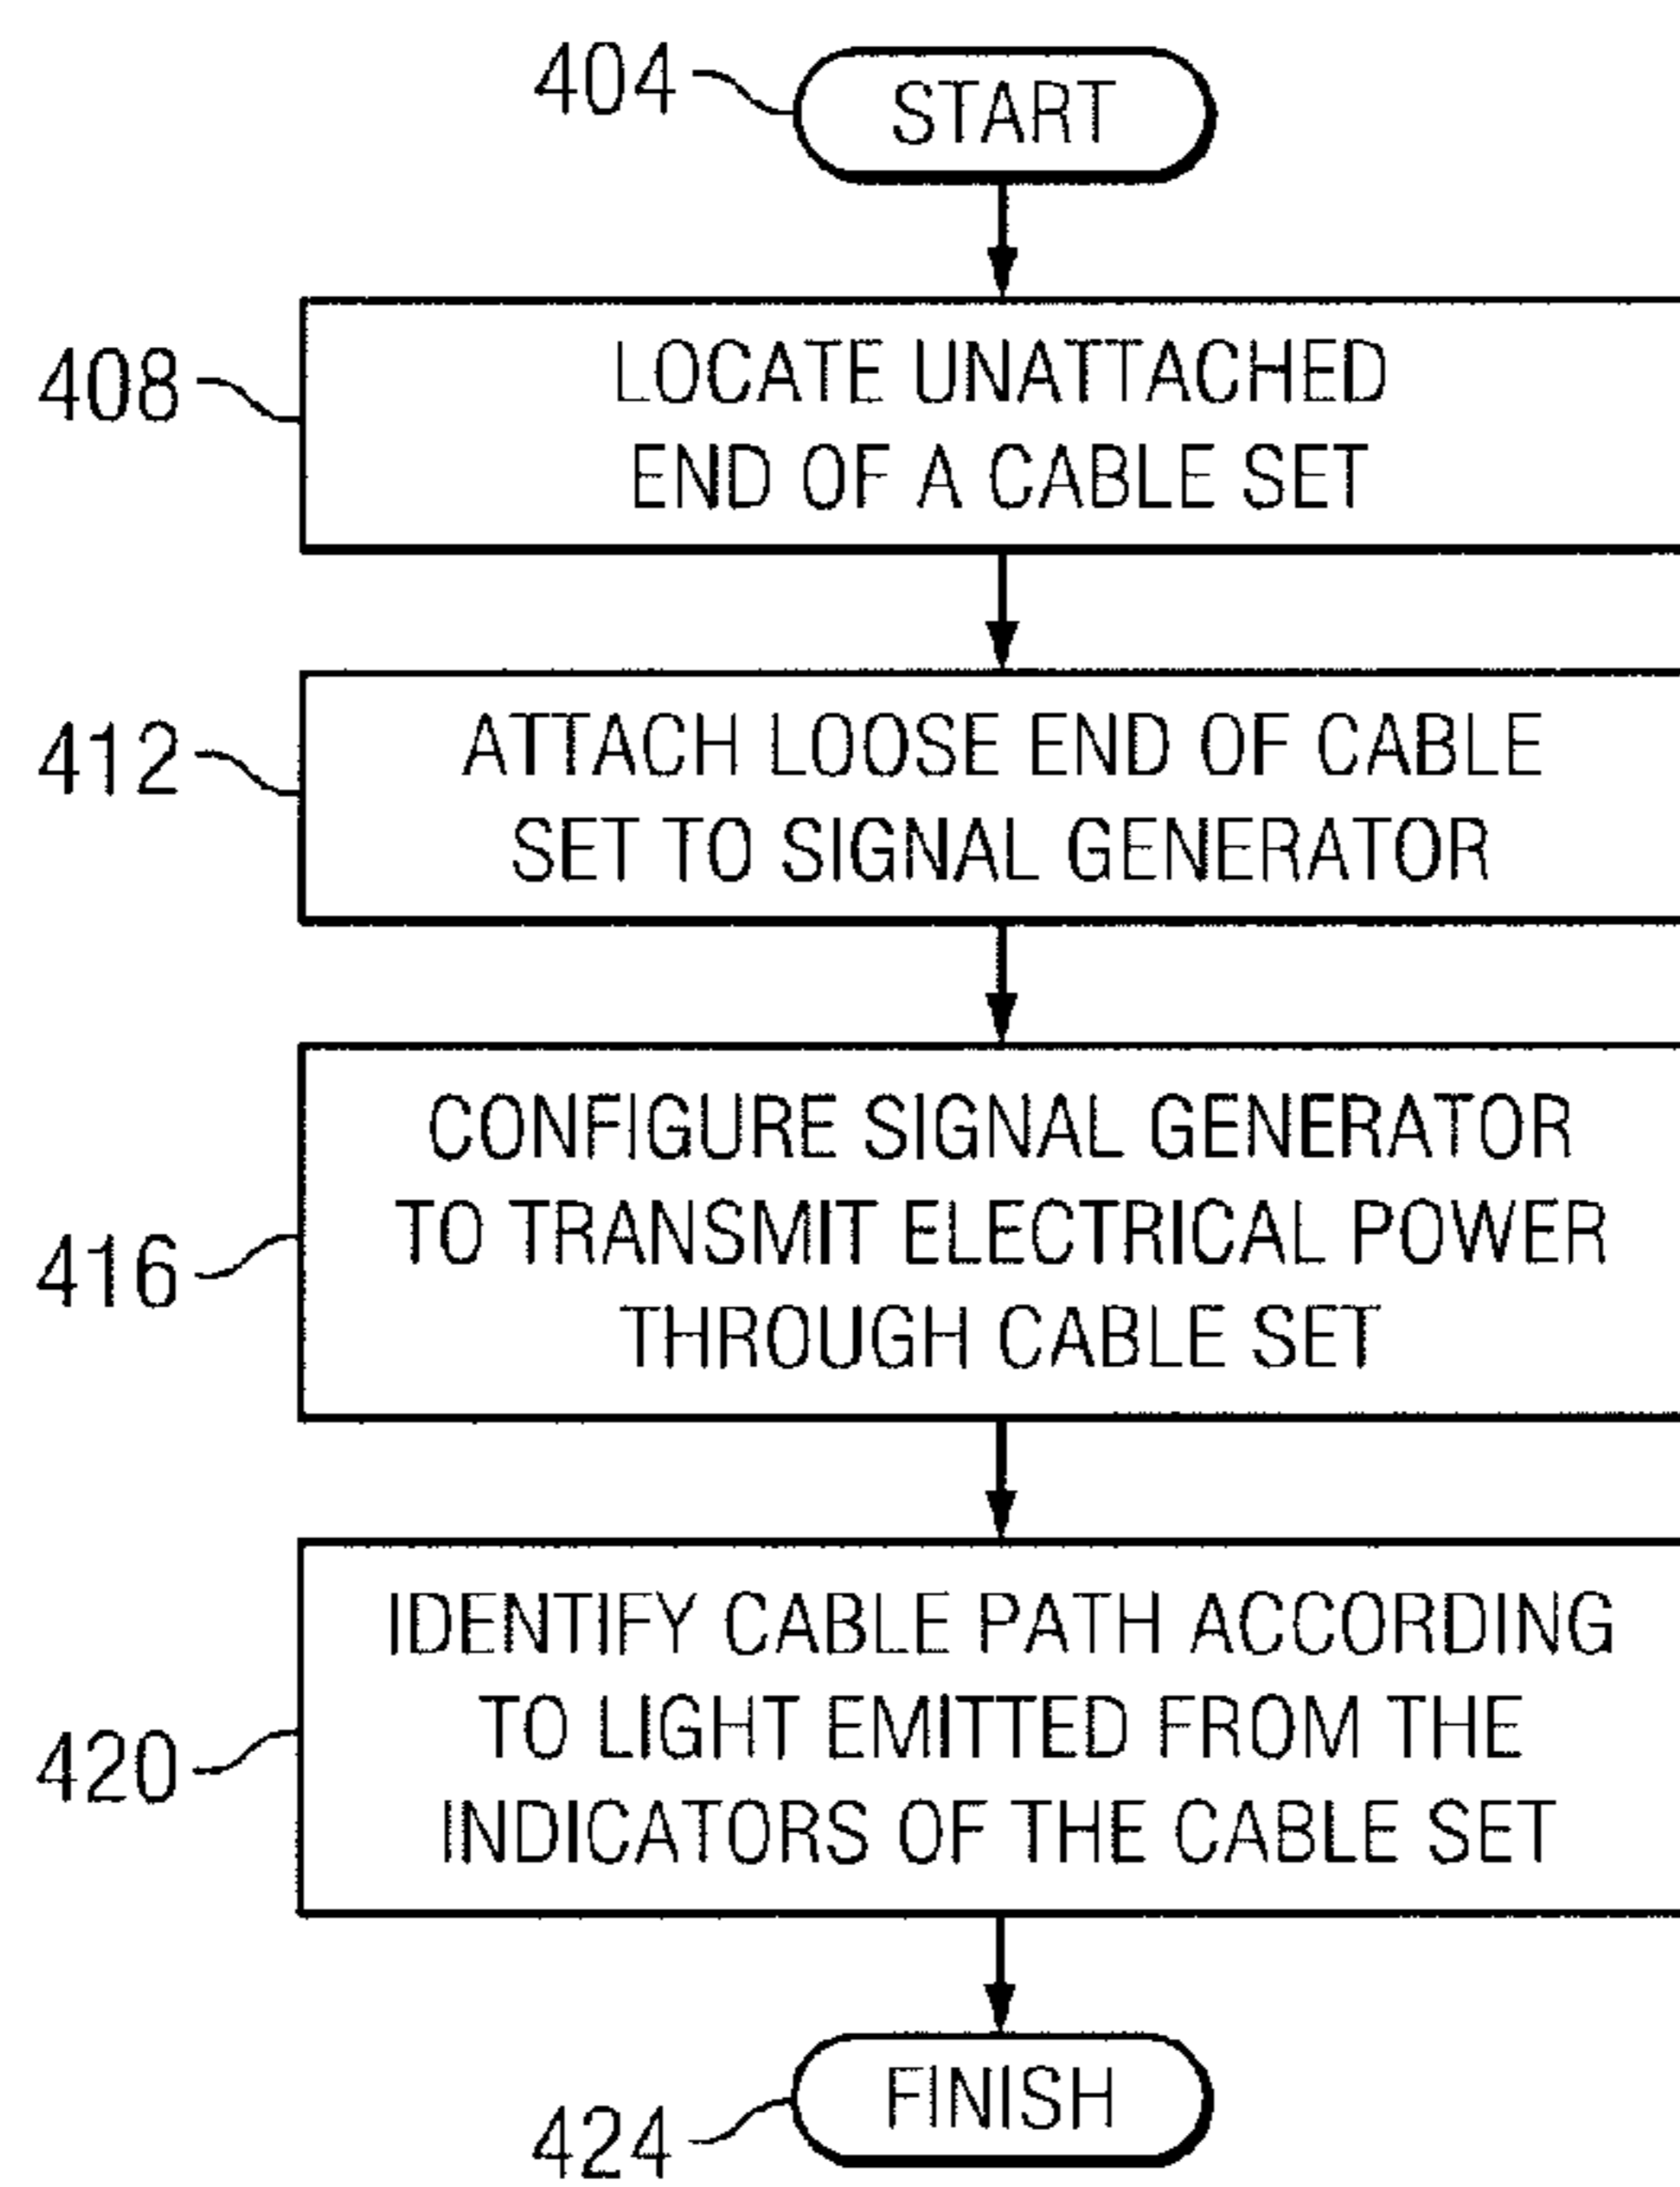 404
START
408
LOCATE UNATTACHED
END OF A CABLE SET
412
ATTACH LOOSE END OF CABLE
SET TO SIGNAL GENERATOR
416
CONFIGURE SIGNAL GENERATOR
TO TRANSMIT ELECTRICAL POWER
THROUGH CABLE SET
420
IDENTIFY CABLE PATH ACCORDING
TO LIGHT EMITTED FROM THE
INDICATORS OF THE CABLE SET
424
FINISH